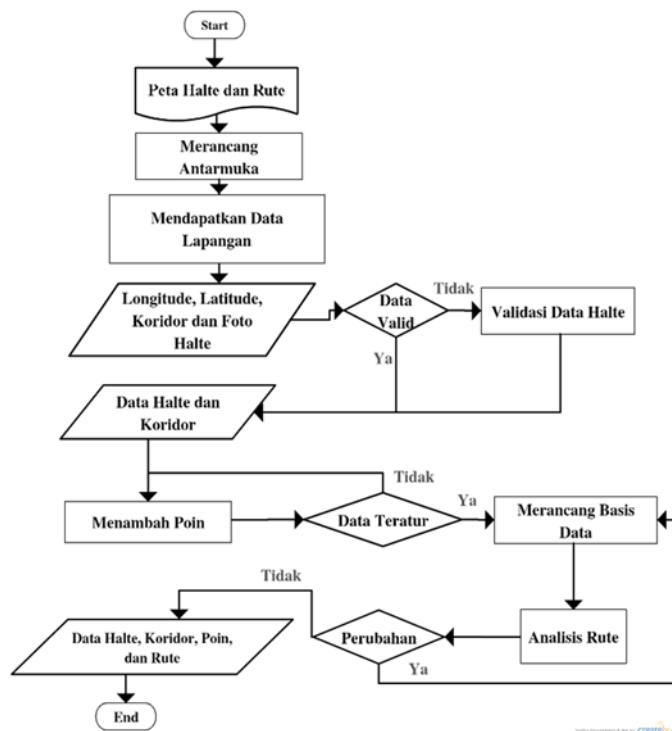 Start
Peta Halte dan Rute
Merancang
Antarmuka
Mendapatkan Data
Lapangan
Longitude, Latitude,
Koridor dan Foto
Halte
Data
Valid
Tidak
Validasi Data Halte
Ya
Data Halte dan
Koridor
Tidak
Menambah Poin
Data Teratur
Ya
Merancang Basis
Data
Tidak
Data Halte, Koridor, Poin,
dan Rute
Perubahan
Analisis Rute
Ya
End